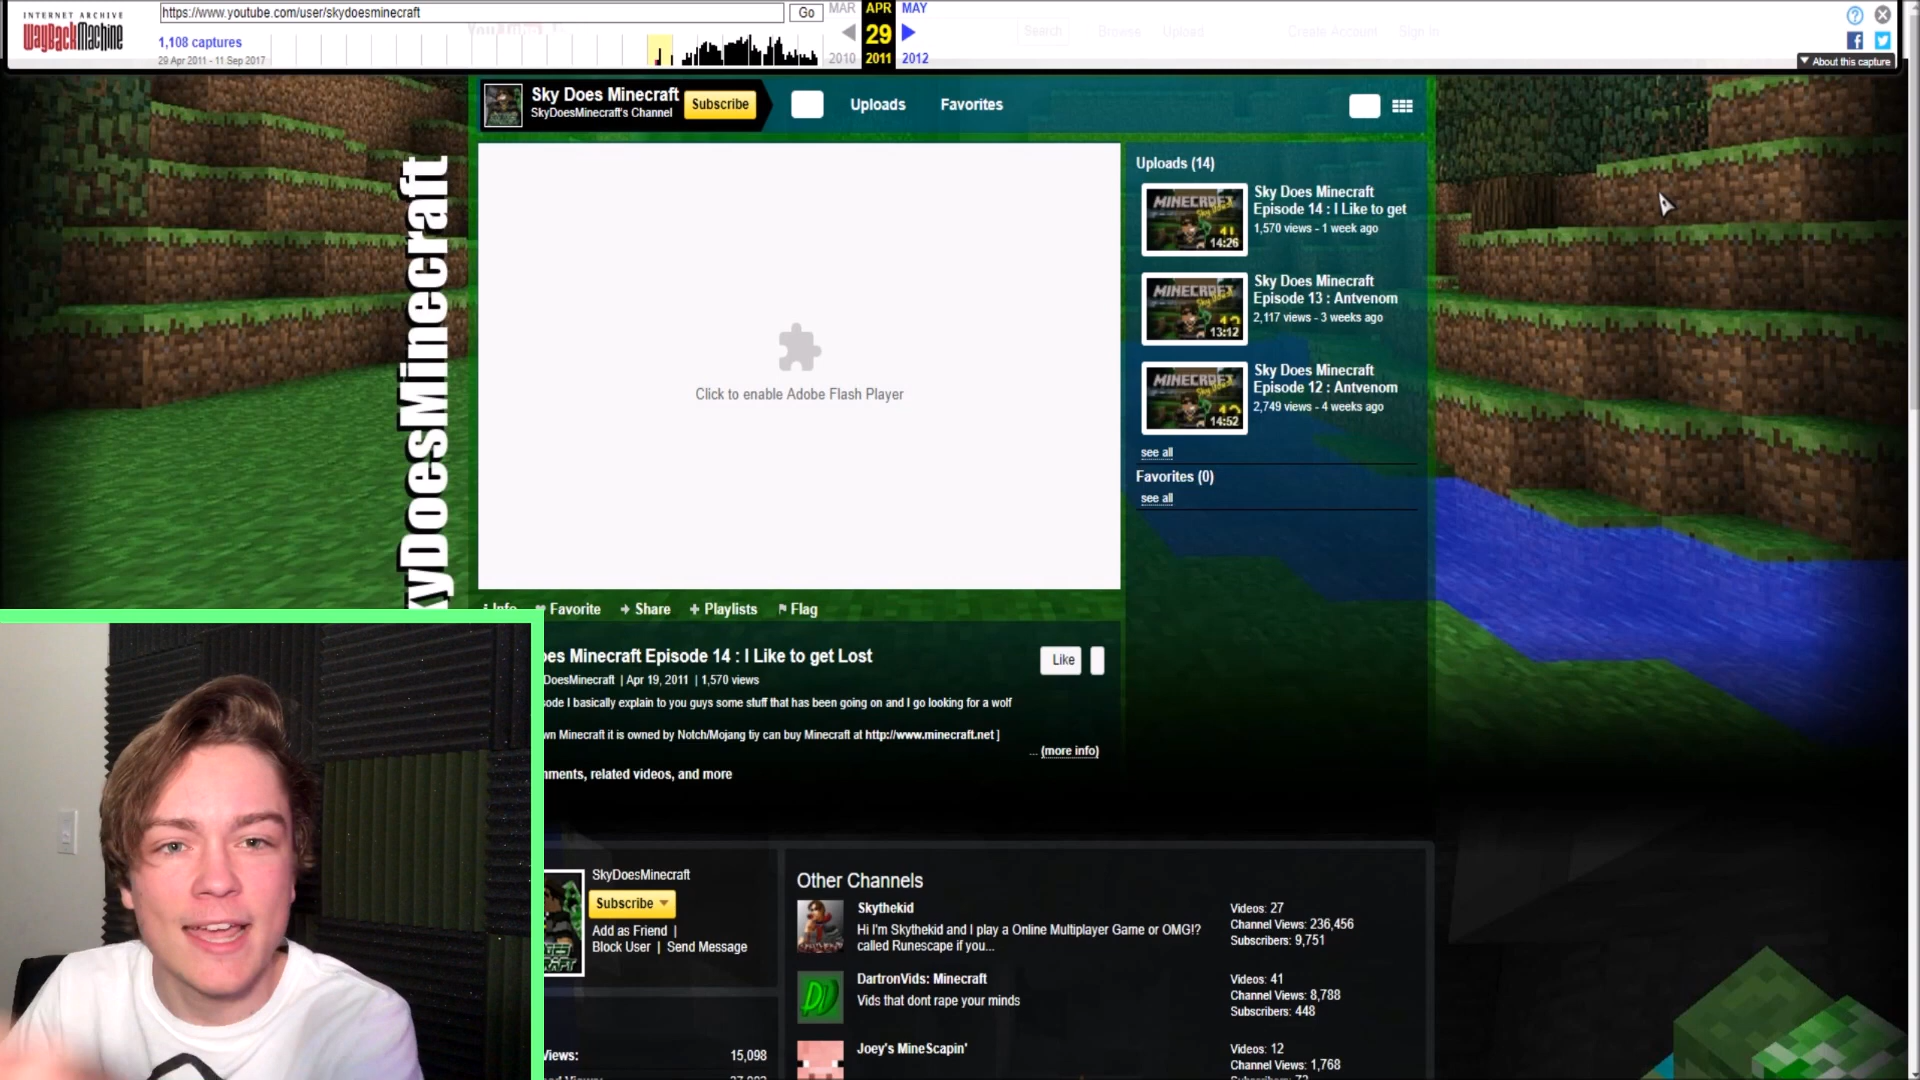 INTERNET ARCHIVE
WayBackMachine
https://www.youtube.com/user/skydoesminecraft
Go
1,108 captures
29 Apr 2011 - 11 Sep 2017
MAR
APR
MAY
29
2010
2011
2012
Search
Browse
Upload
Create Account
Sign In
About this capture
Sky Does Minecraft
SkyDoesMinecraft's Channel
Subscribe
Uploads
Favorites
SkyDoesMinecraft
Click to enable Adobe Flash Player
Uploads (14)
Sky Does Minecraft
Episode 14 : I Like to get
1,570 views - 1 week ago
14:26
Sky Does Minecraft
Episode 13 : Antvenom
2,117 views - 3 weeks ago
13:12
Sky Does Minecraft
Episode 12 : Antvenom
2,749 views - 4 weeks ago
14:52
see all
Favorites (0)
see all
Info
Favorite
Share
Playlists
Flag
es Minecraft Episode 14 : I Like to get Lost
Like
DoesMinecraft | Apr 19, 2011 | 1,570 views
ode I basically explain to you guys some stuff that has been going on and I go looking for a wolf
wn Minecraft it is owned by Notch/Mojang tiy can buy Minecraft at http://www.minecraft.net ]
... (more info)
mments, related videos, and more
SkyDoesMinecraft
Subscribe
Add as Friend |
Block User | Send Message
Views: 15,098
Other Channels
Skythekid
Hi I'm Skythekid and I play a Online Multiplayer Game or OMG!?
called Runescape if you...
Videos: 27
Channel Views: 236,456
Subscribers: 9,751
DartronVids: Minecraft
Vids that dont rape your minds
Videos: 41
Channel Views: 8,788
Subscribers: 448
Joey's MineScapin'
Videos: 12
Channel Views: 1,768